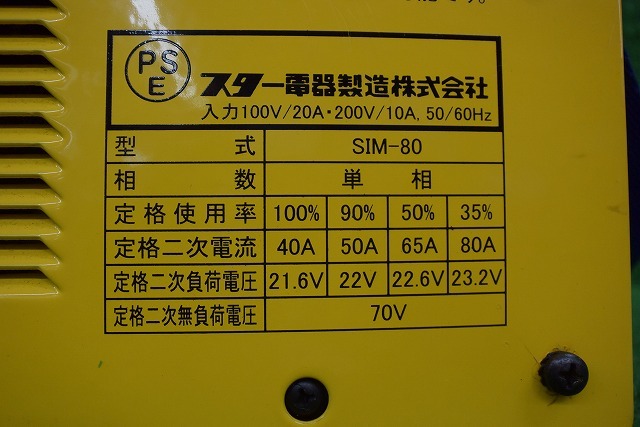 です。
PS
E
スター電器製造株式会社
入力100V/20A・200V/10A, 50/60Hz
型 式 SIM-80
相 数 単 相
定格使用率 100% 90% 50% 35%
定格二次電流 40A 50A 65A 80A
定格二次負荷電圧 21.6V 22V 22.6V 23.2V
定格二次無負荷電圧 70V